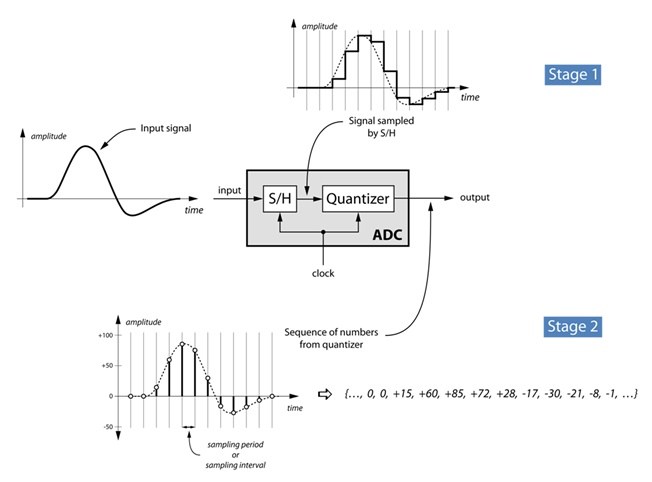 amplitude
Stage 1
time
Signal sampled
by S/H
amplitude
Input signal
time
input
S/H
Quantizer
output
ADC
clock
amplitude
Stage 2
Sequence of numbers
from quantizer
+100
+50
0
-50
time
{..., 0, 0, +15, +60, +85, +72, +28, -17, -30, -21, -8, -1, ...}
sampling period
or
sampling interval